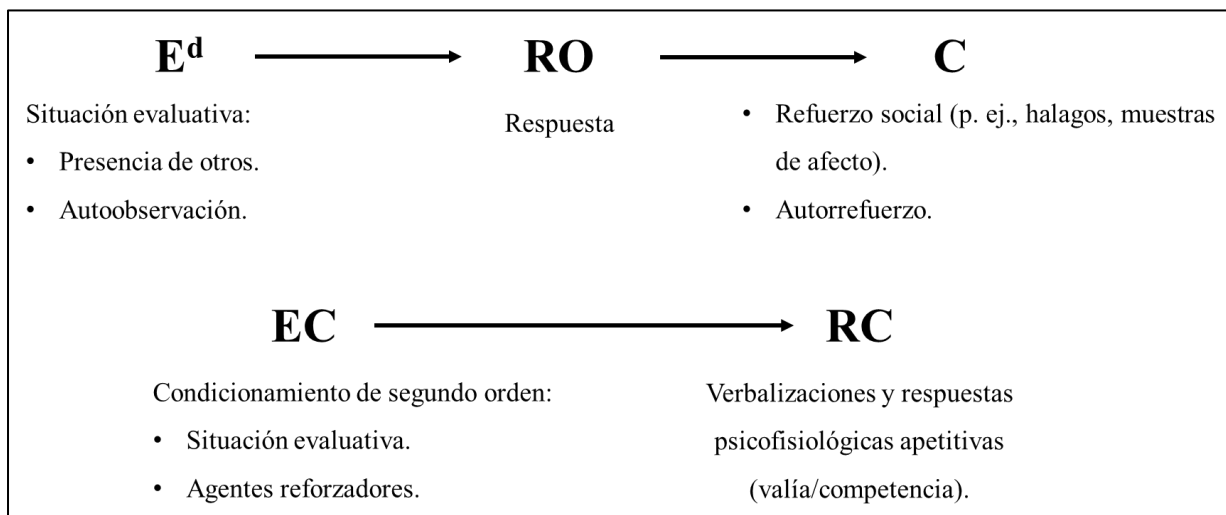 Eᵈ RO C
Situación evaluativa:
• Presencia de otros.
• Autoobservación.
Respuesta
• Refuerzo social (p. ej., halagos, muestras
de afecto).
• Autorrefuerzo.
EC RC
Condicionamiento de segundo orden:
• Situación evaluativa.
• Agentes reforzadores.
Verbalizaciones y respuestas
psicofisiológicas apetitivas
(valía/competencia).